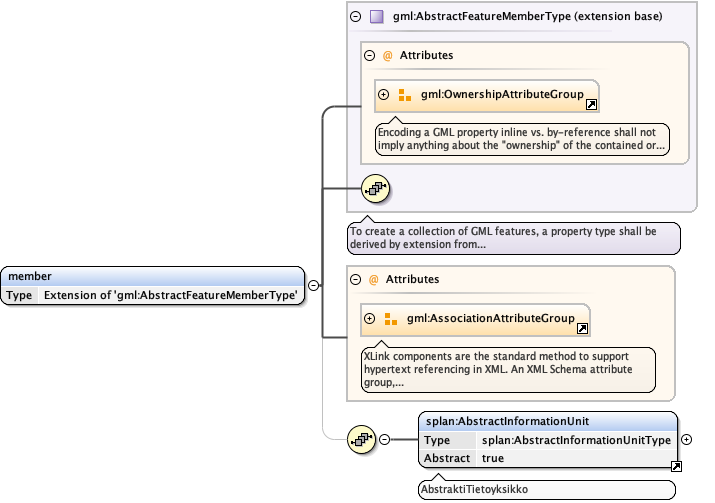 gml:AbstractFeatureMemberType (extension base)
@ Attributes
gml:OwnershipAttributeGroup
Encoding a GML property inline vs. by-reference shall not
imply anything about the "ownership" of the contained or...
To create a collection of GML features, a property type shall be
derived by extension from...
member
Type Extension of 'gml:AbstractFeatureMemberType'
@ Attributes
gml:AssociationAttributeGroup
XLink components are the standard method to support
hypertext referencing in XML. An XML Schema attribute
group,...
splan:AbstractInformationUnit
Type splan:AbstractInformationUnitType
Abstract true
AbstraktiTietoyksikko